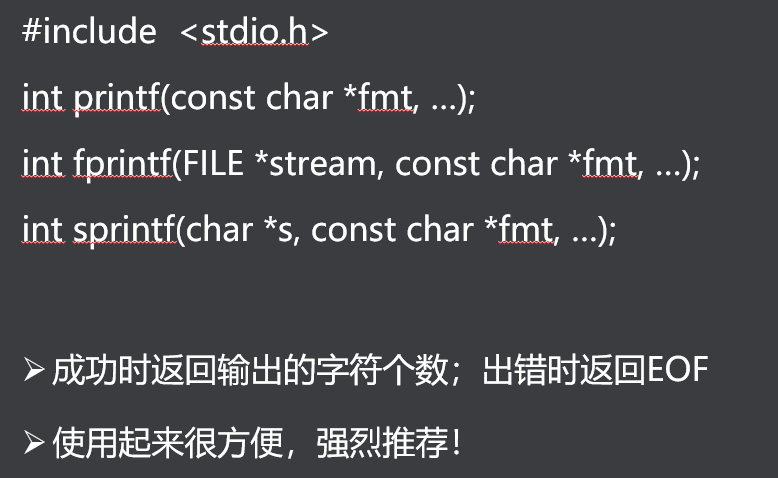 #include  <stdio.h>
int printf(const char *fmt, …);
int fprintf(FILE *stream, const char *fmt, …);
int sprintf(char *s, const char *fmt, …);
➢ 成功时返回输出的字符个数；出错时返回EOF
➢ 使用起来很方便，强烈推荐！